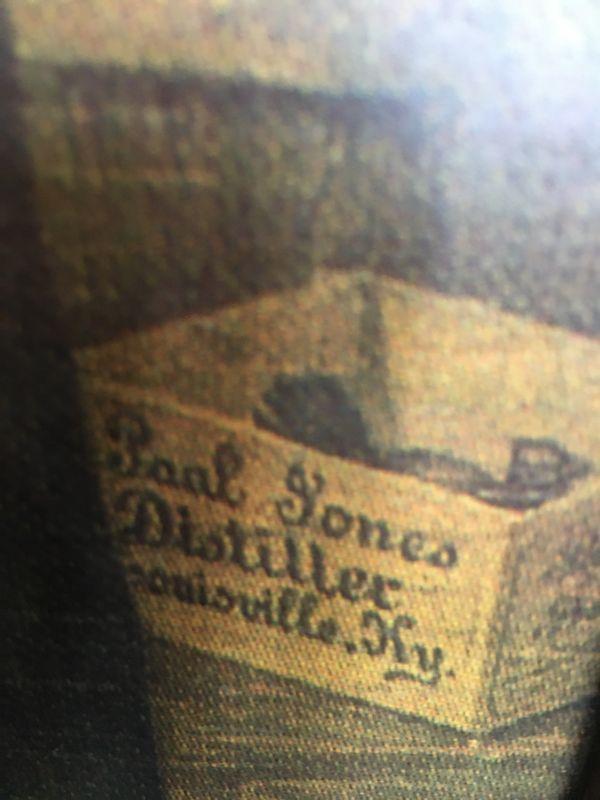 Paul Jones
Distiller
Louisville, Ky.